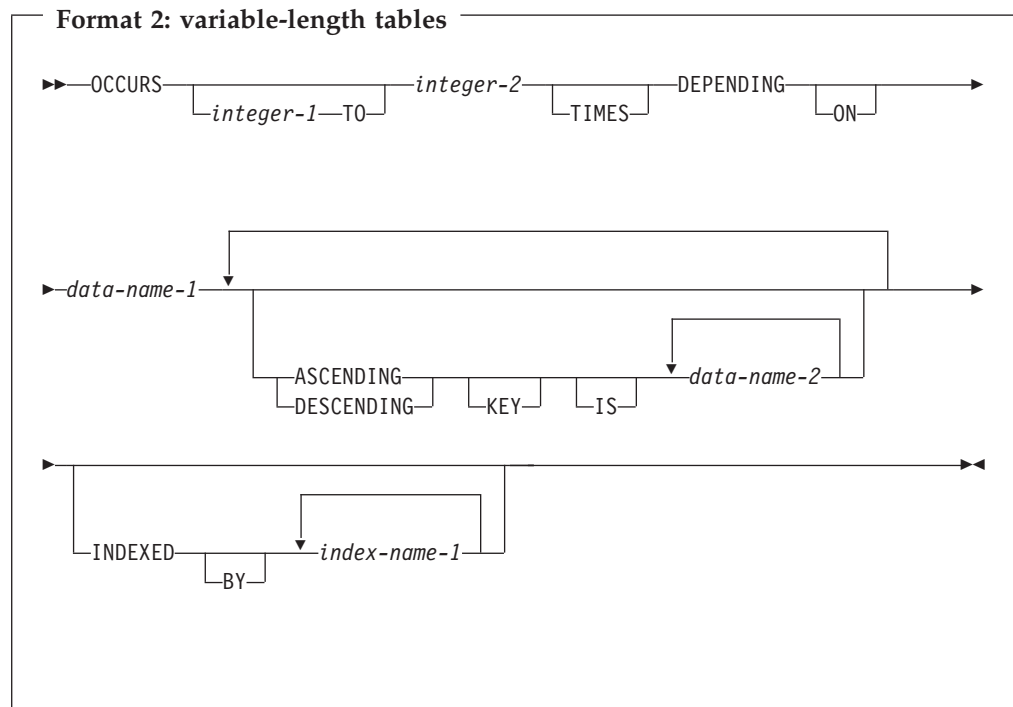 Format 2: variable-length tables
OCCURS integer-2 DEPENDING
integer-1 TO TIMES ON
data-name-1
ASCENDING data-name-2
DESCENDING KEY IS
INDEXED index-name-1
BY